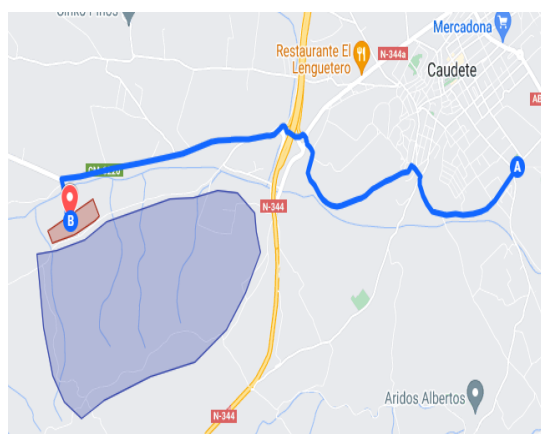 Mercadona
Restaurante El
Lenguetero
N-344a
Caudete
A
B
N-344
Aridos Albertos
N-344